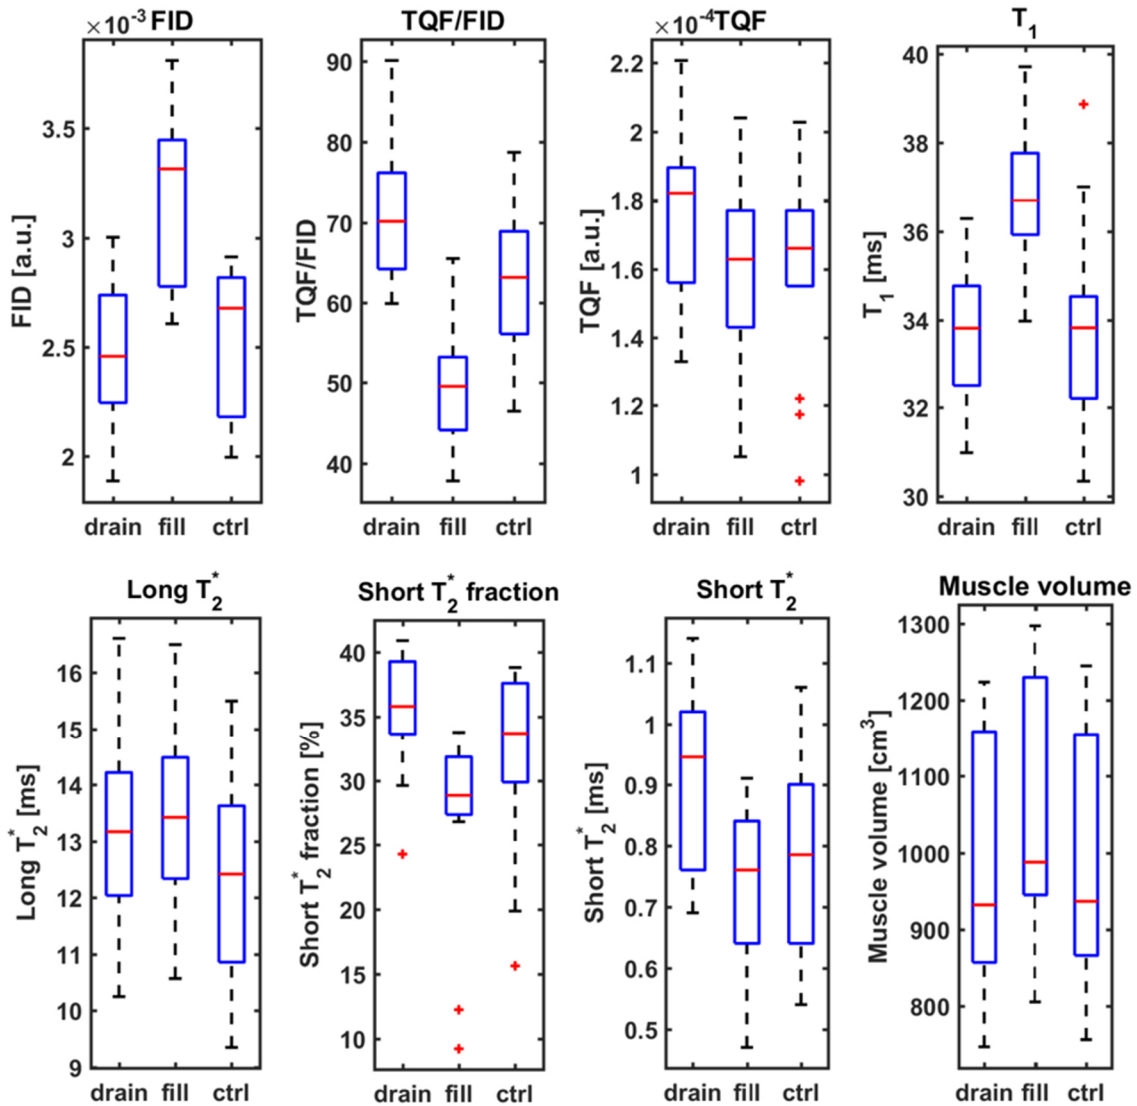 ×10⁻³ FID
FID [a.u.]
3.5
3
2.5
2
drain fill ctrl
TQF/FID
TQF/FID
90
80
70
60
50
40
drain fill ctrl
×10⁻⁴TQF
TQF [a.u.]
2.2
2
1.8
1.6
1.4
1.2
1
drain fill ctrl
T₁
T₁ [ms]
40
38
36
34
32
30
drain fill ctrl
Long T₂*
Long T₂* [ms]
16
15
14
13
12
11
10
9
drain fill ctrl
Short T₂* fraction
Short T₂* fraction [%]
40
35
30
25
20
15
10
drain fill ctrl
Short T₂*
Short T₂* [ms]
1.1
1
0.9
0.8
0.7
0.6
0.5
drain fill ctrl
Muscle volume
Muscle volume [cm³]
1300
1200
1100
1000
900
800
drain fill ctrl